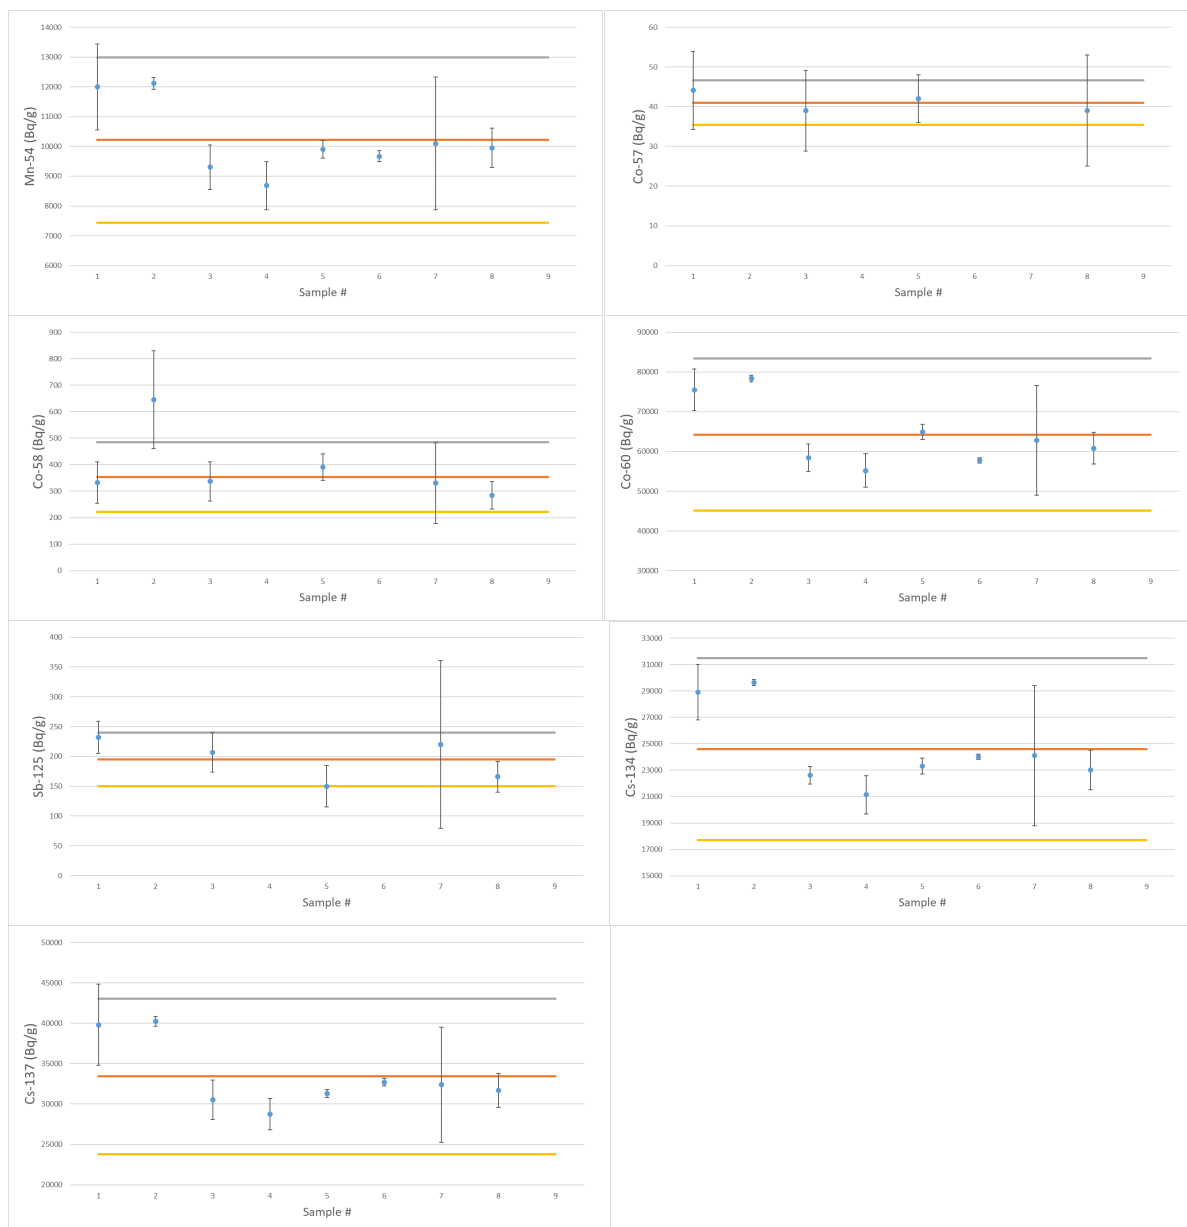 Mn-54 (Bq/g)
14000
13000
12000
11000
10000
9000
8000
7000
6000
1 2 3 4 5 6 7 8 9
Sample #
Co-57 (Bq/g)
60
50
40
30
20
10
0
1 2 3 4 5 6 7 8 9
Sample #
Co-58 (Bq/g)
900
800
700
600
500
400
300
200
100
0
1 2 3 4 5 6 7 8 9
Sample #
Co-60 (Bq/g)
90000
80000
70000
60000
50000
40000
30000
1 2 3 4 5 6 7 8 9
Sample #
Sb-125 (Bq/g)
400
350
300
250
200
150
100
50
0
1 2 3 4 5 6 7 8 9
Sample #
Cs-134 (Bq/g)
33000
31000
29000
27000
25000
23000
21000
19000
17000
15000
1 2 3 4 5 6 7 8 9
Sample #
Cs-137 (Bq/g)
50000
45000
40000
35000
30000
25000
20000
1 2 3 4 5 6 7 8 9
Sample #